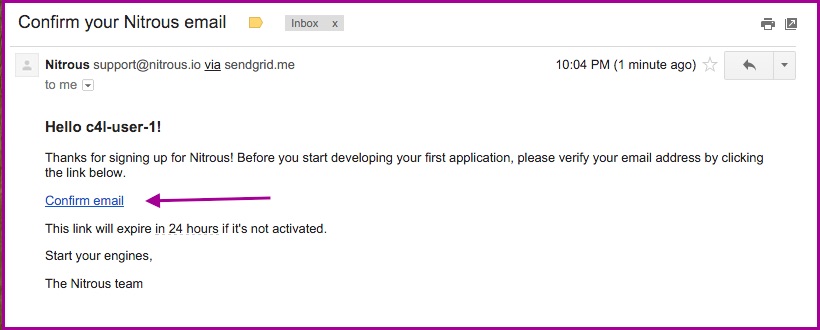 Confirm your Nitrous email
Inbox x
Nitrous support@nitrous.io via sendgrid.me
10:04 PM (1 minute ago)
to me
Hello c4l-user-1!
Thanks for signing up for Nitrous! Before you start developing your first application, please verify your email address by clicking
the link below.
Confirm email
This link will expire in 24 hours if it's not activated.
Start your engines,
The Nitrous team